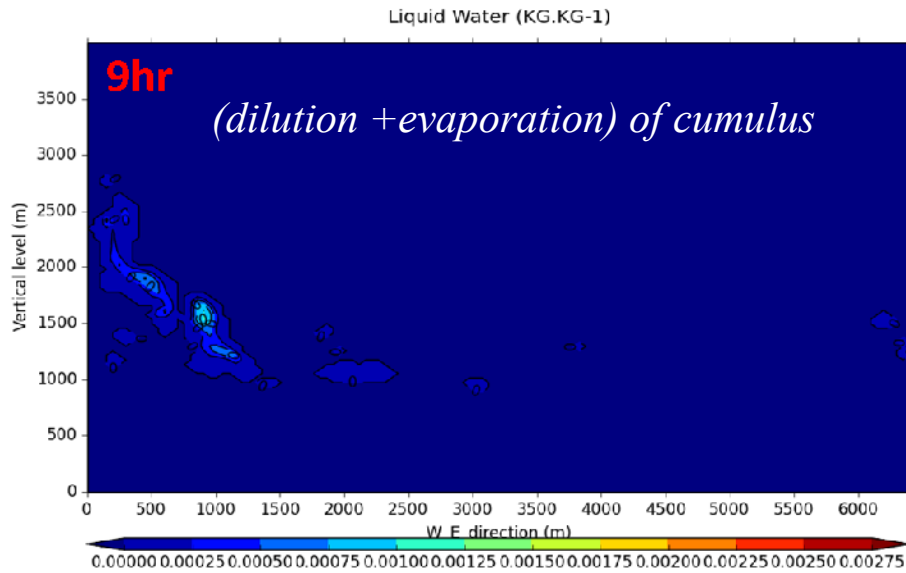 Liquid Water (KG.KG-1)
9hr
(dilution +evaporation) of cumulus
3500
3000
2500
2000
1500
1000
500
0
Vertical level (m)
0 500 1000 1500 2000 2500 3000 3500 4000 4500 5000 5500 6000
W_E_direction (m)
0.00000 0.00025 0.00050 0.00075 0.00100 0.00125 0.00150 0.00175 0.00200 0.00225 0.00250 0.00275